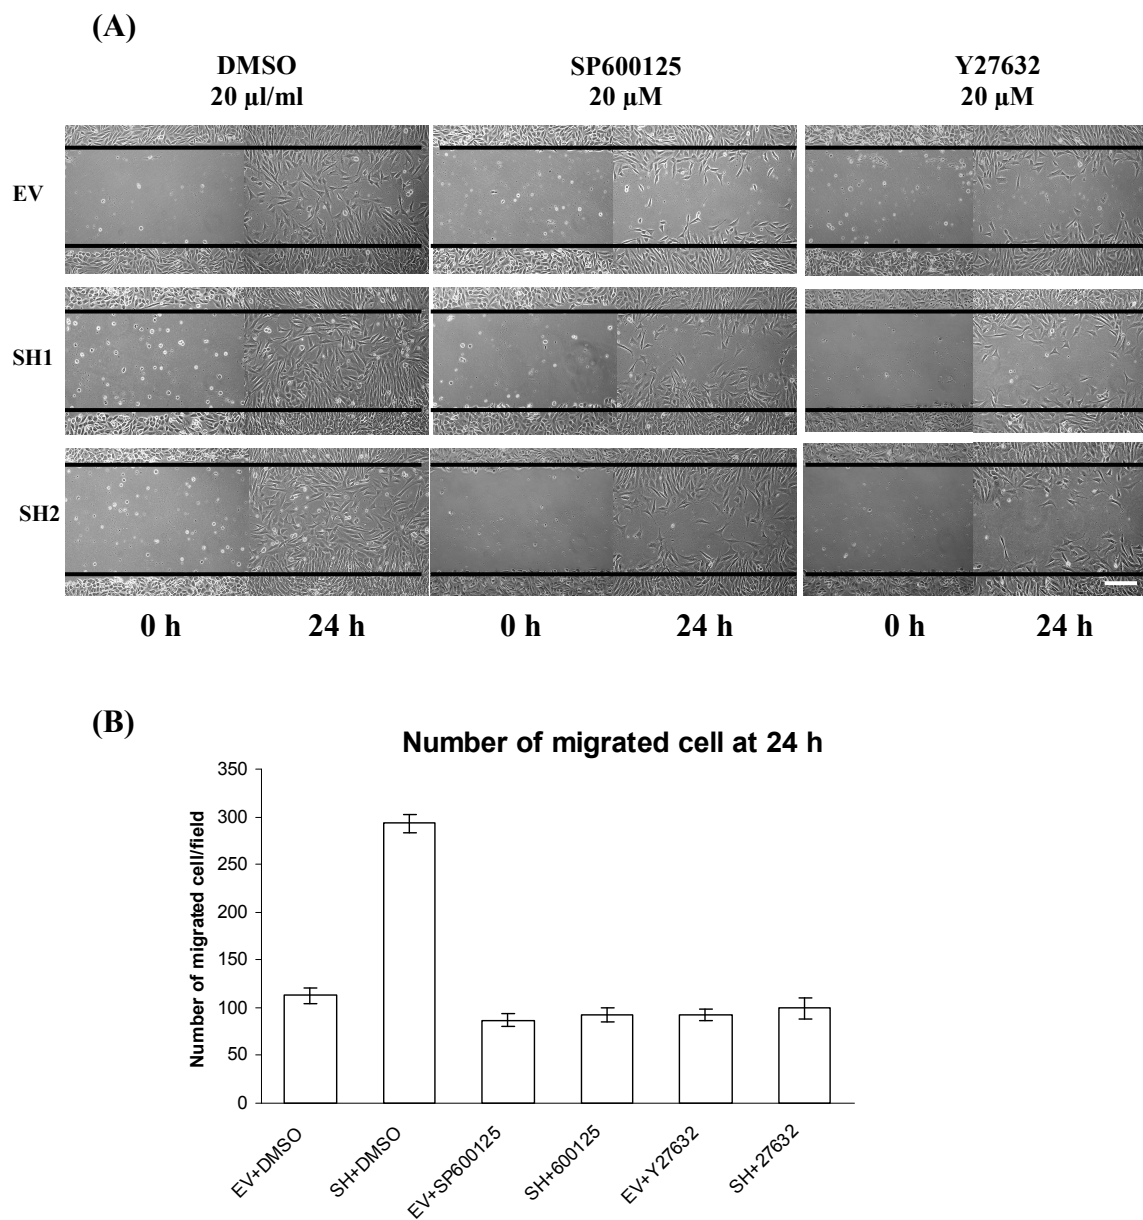 (A)
DMSO
20 µl/ml
SP600125
20 µM
Y27632
20 µM
EV
SH1
SH2
0 h
24 h
0 h
24 h
0 h
24 h
(B)
Number of migrated cell at 24 h
Number of migrated cell/field
350
300
250
200
150
100
50
0
EV+DMSO
SH+DMSO
EV+SP600125
SH+600125
EV+Y27632
SH+27632